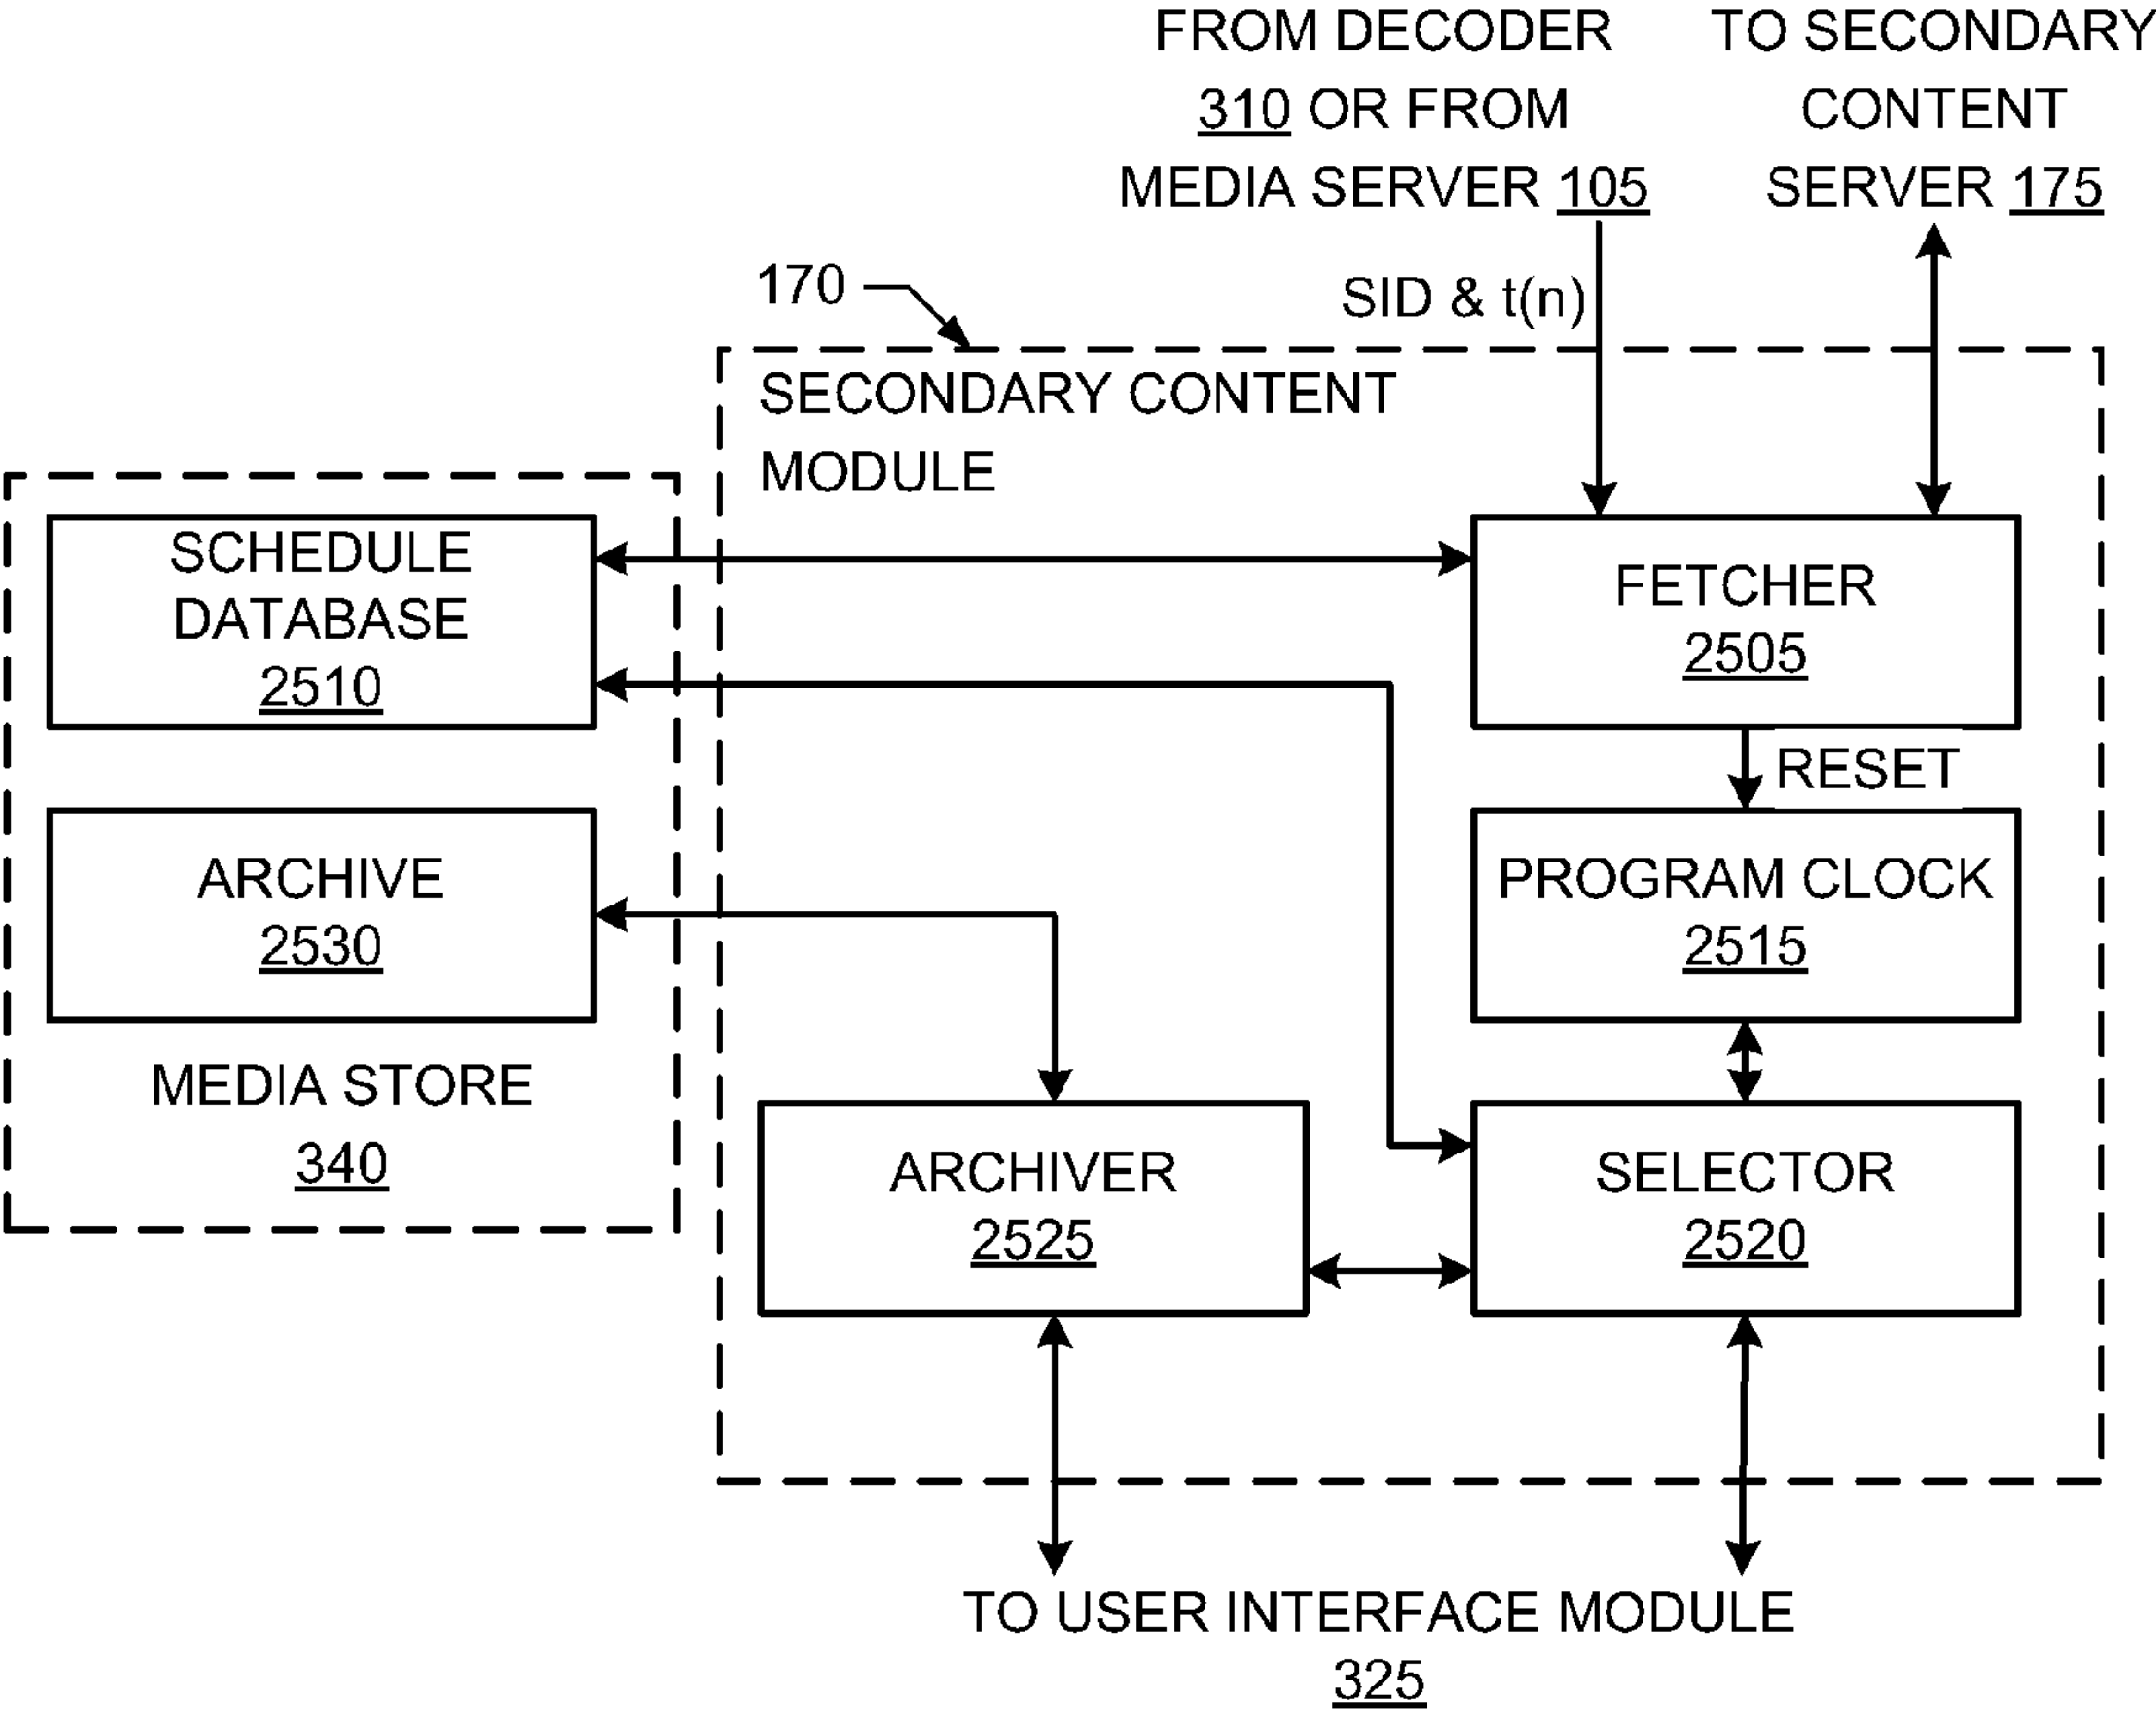 FROM DECODER
310 OR FROM
MEDIA SERVER 105
TO SECONDARY
CONTENT
SERVER 175
170
SID & t(n)
SECONDARY CONTENT
MODULE
SCHEDULE
DATABASE
2510
FETCHER
2505
RESET
ARCHIVE
2530
PROGRAM CLOCK
2515
MEDIA STORE
340
ARCHIVER
2525
SELECTOR
2520
TO USER INTERFACE MODULE
325